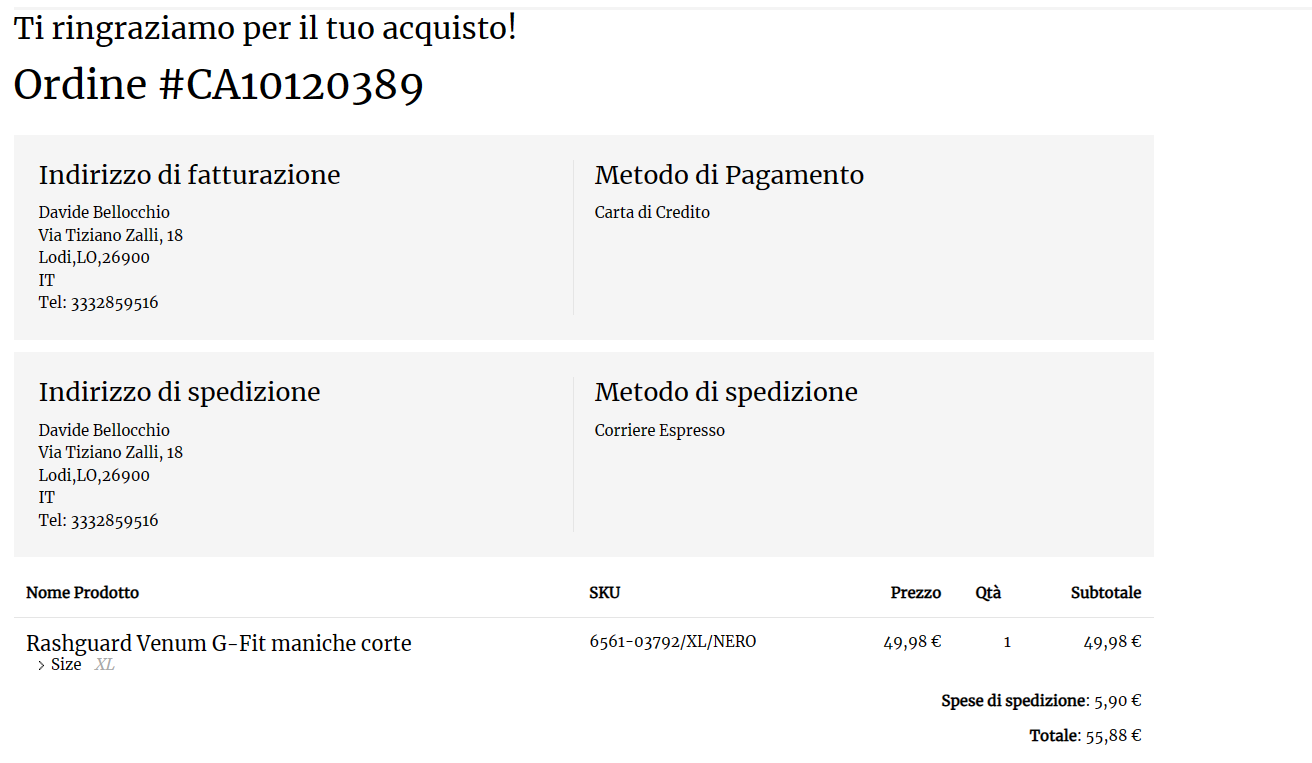 Ti ringraziamo per il tuo acquisto!
Ordine #CA10120389
Indirizzo di fatturazione
Davide Bellocchio
Via Tiziano Zalli, 18
Lodi,LO,26900
IT
Tel: 3332859516
Metodo di Pagamento
Carta di Credito
Indirizzo di spedizione
Davide Bellocchio
Via Tiziano Zalli, 18
Lodi,LO,26900
IT
Tel: 3332859516
Metodo di spedizione
Corriere Espresso
Nome Prodotto SKU Prezzo Qtà Subtotale
Rashguard Venum G-Fit maniche corte 6561-03792/XL/NERO 49,98 € 1 49,98 €
> Size XL
Spese di spedizione: 5,90 €
Totale: 55,88 €